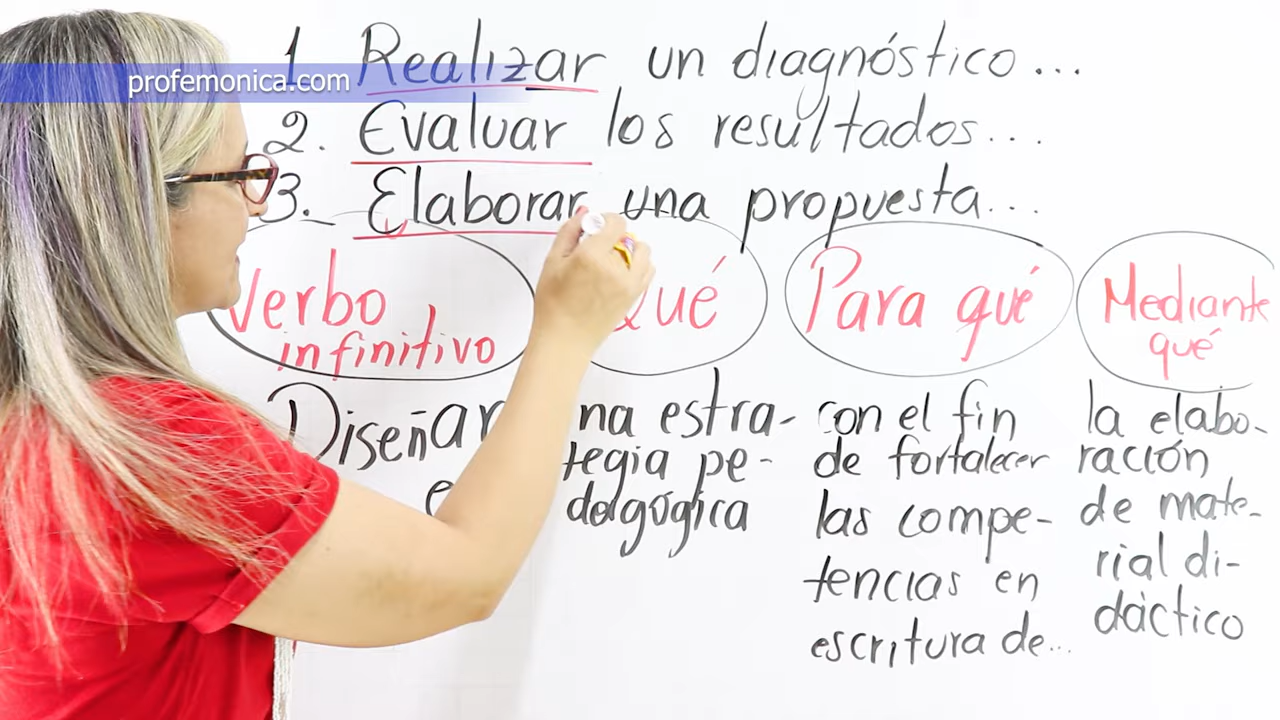 profemonica.com
1 Realizar un diagnóstico...
2. Evaluar los resultados...
3. Elaborar una propuesta...
Verbo
infinitivo
Qué
Para qué
Mediante
qué
Diseñar
na estra-
tegia pe-
dagógica
con el fin
de fortalecer
las compe-
tencias en
escritura de...
la elabo-
ración
de mate-
rial di-
dáctico